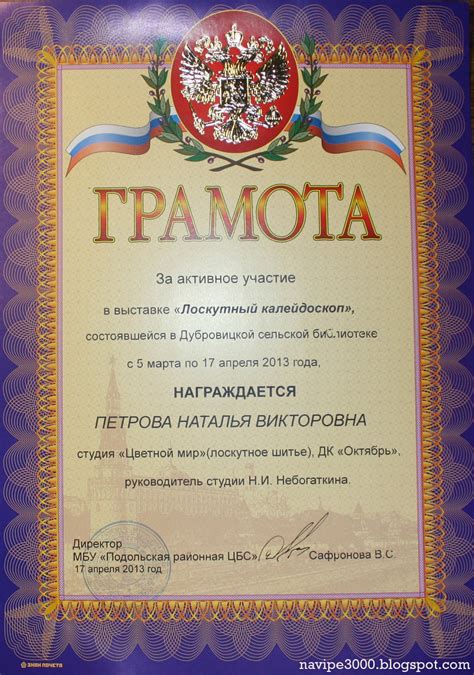 ГРАМОТА
За активное участие
в выставке «Лоскутный калейдоскоп»,
состоявшейся в Дубровицкой сельской библиотеке
с 5 марта по 17 апреля 2013 года,
НАГРАЖДАЕТСЯ
ПЕТРОВА НАТАЛЬЯ ВИКТОРОВНА
студия «Цветной мир»(лоскутное шитье), ДК «Октябрь»,
руководитель студии Н.И. Небогаткина.
Директор
МБУ «Подольская районная ЦБС» Сафронова В.С.
17 апреля 2013 год
ЗНАК ПОЧЕТА
navipe3000.blogspot.com